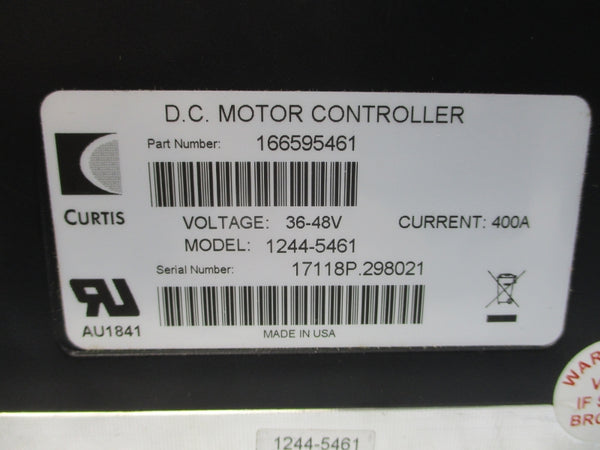 D.C. MOTOR CONTROLLER
Part Number: 166595461
CURTIS
VOLTAGE: 36-48V CURRENT: 400A
MODEL: 1244-5461
Serial Number: 17118P.298021
AU1841
MADE IN USA
IF
1244-5461